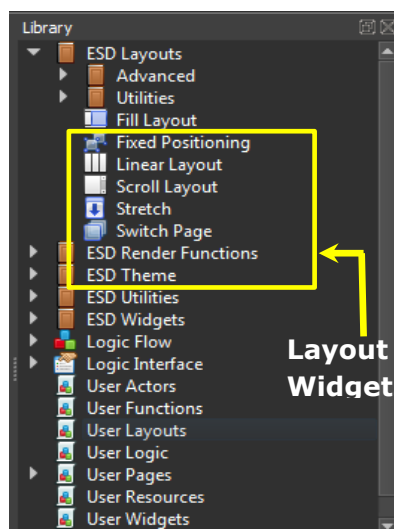 Library
ESD Layouts
Advanced
Utilities
Fill Layout
Fixed Positioning
Linear Layout
Scroll Layout
Stretch
Switch Page
ESD Render Functions
ESD Theme
ESD Utilities
ESD Widgets
Logic Flow
Logic Interface
User Actors
User Functions
User Layouts
User Logic
User Pages
User Resources
User Widgets
Layout
Widget